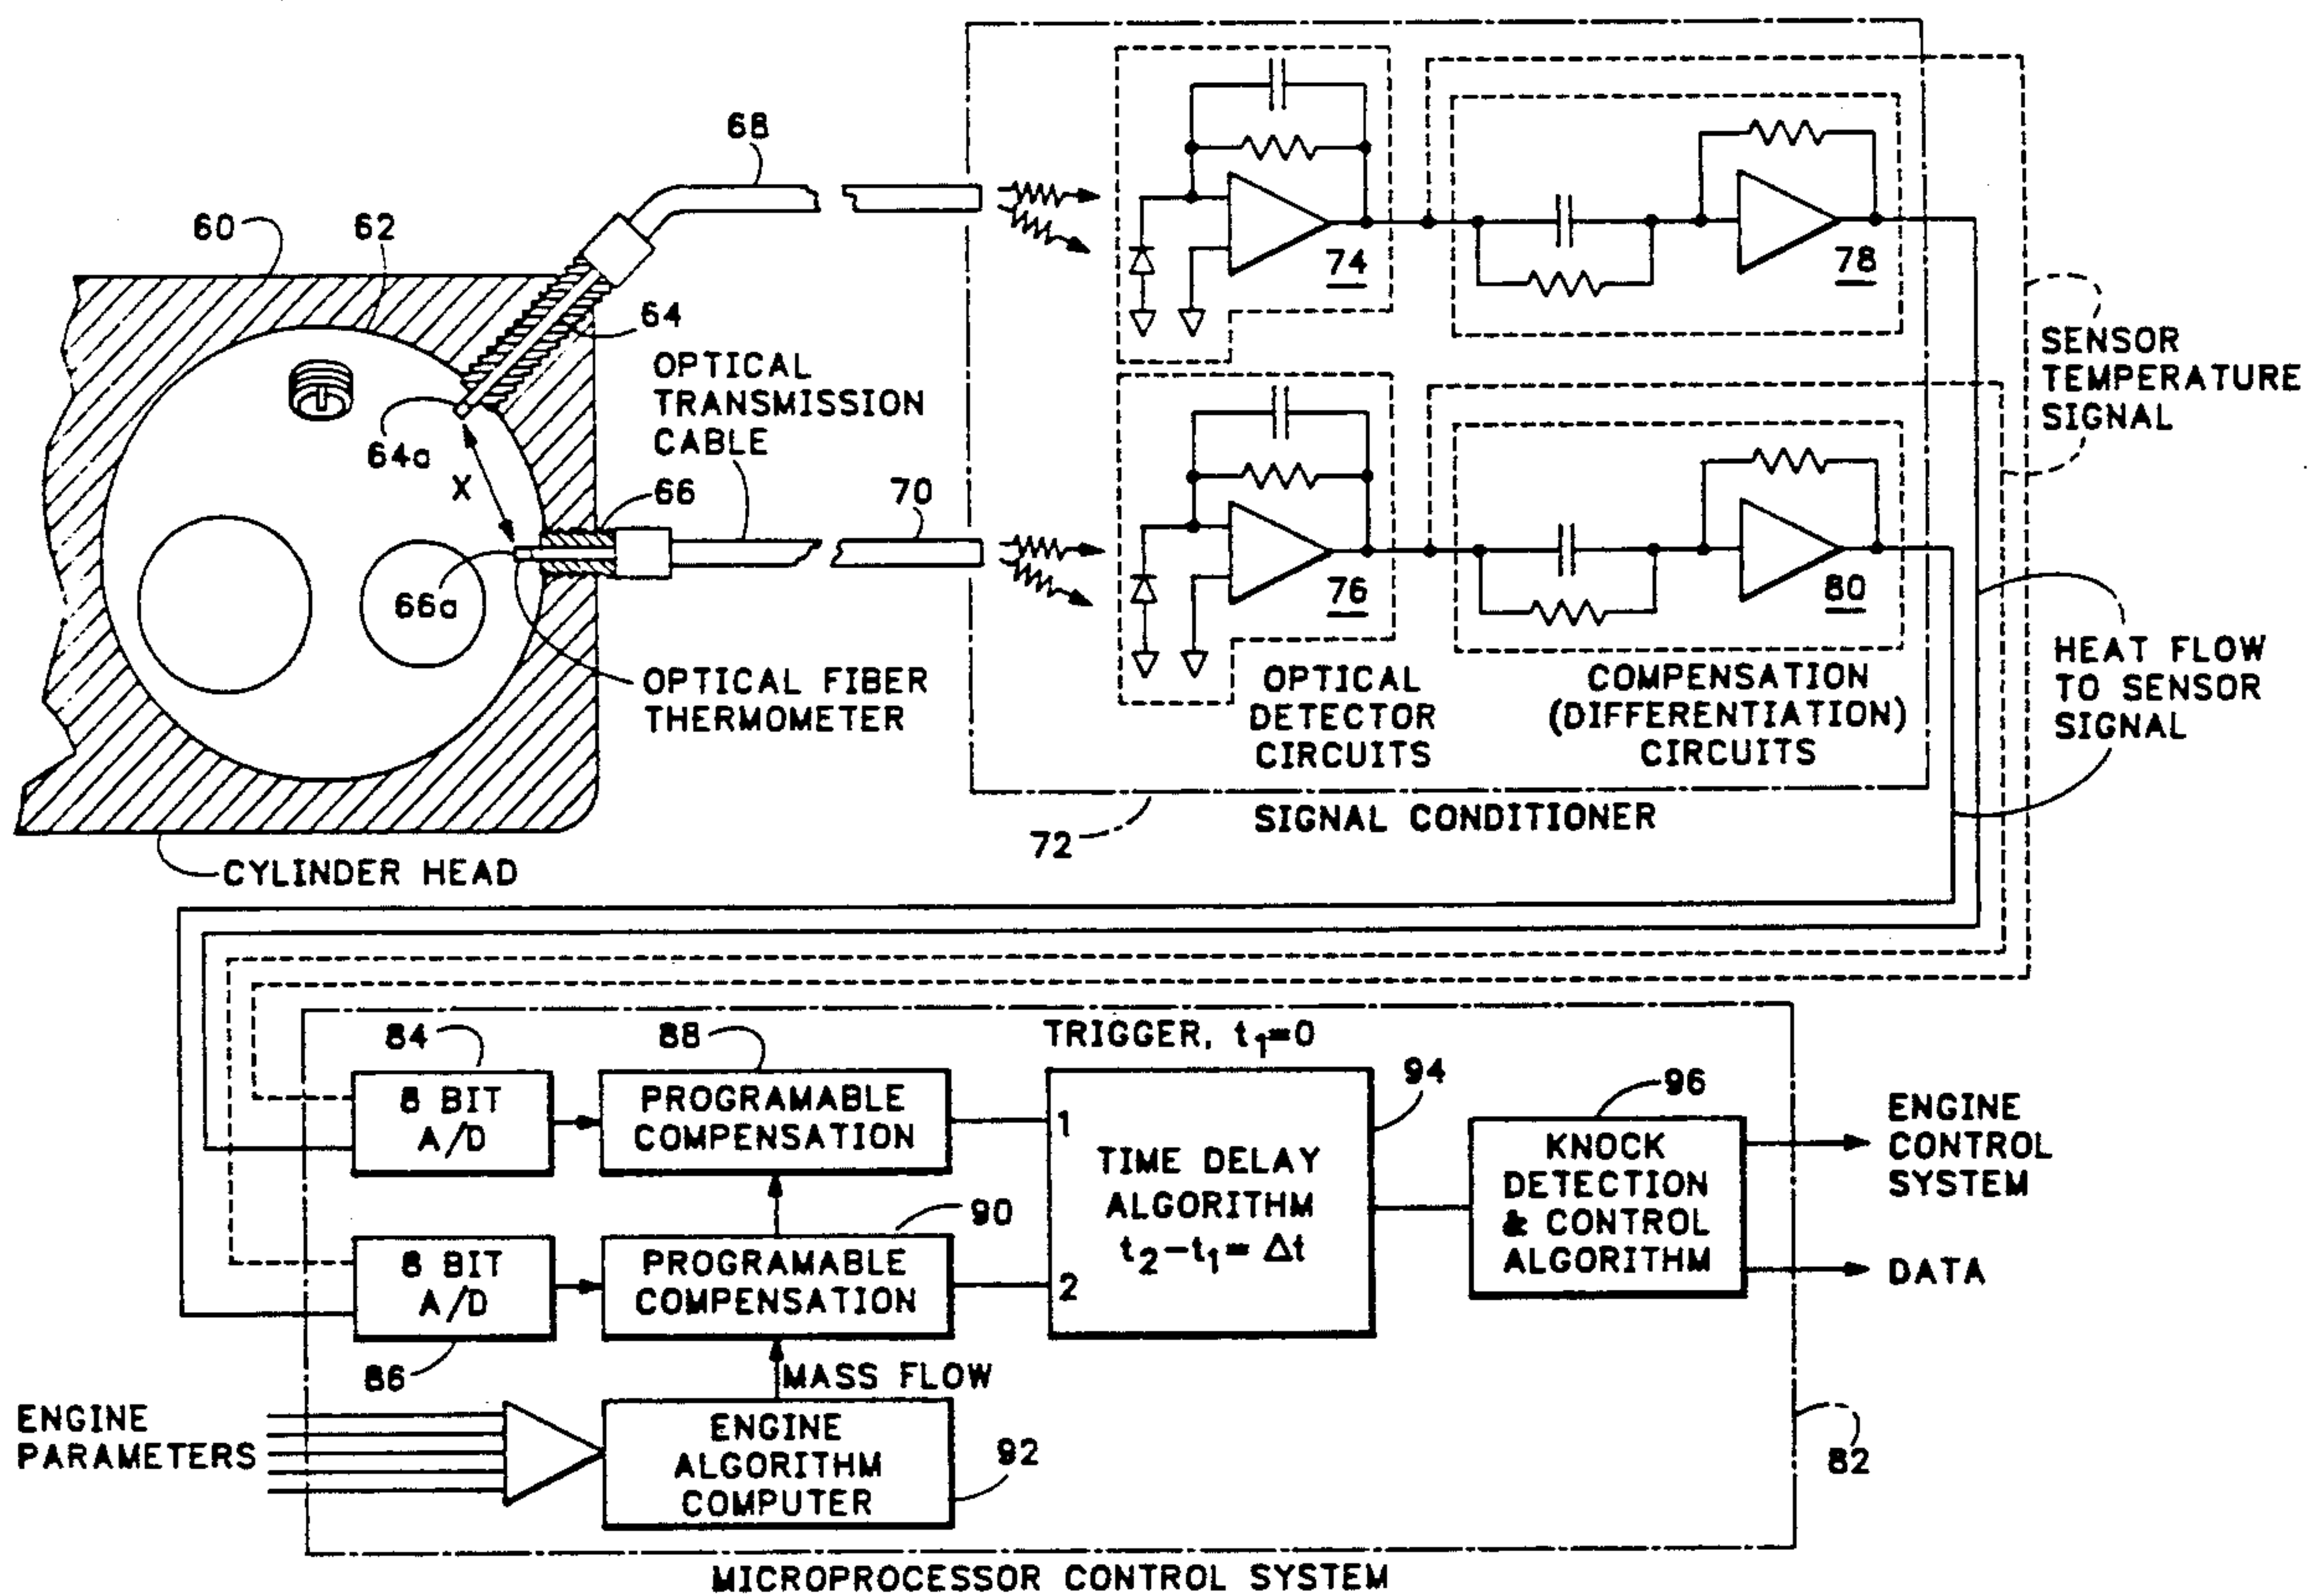 68
60
62
64
OPTICAL
TRANSMISSION
CABLE
64a
X
66
70
66a
OPTICAL FIBER
THERMOMETER
CYLINDER HEAD
74
78
76
80
OPTICAL
DETECTOR
CIRCUITS
COMPENSATION
(DIFFERENTIATION)
CIRCUITS
72
SIGNAL CONDITIONER
SENSOR
TEMPERATURE
SIGNAL
HEAT FLOW
TO SENSOR
SIGNAL
84
88
TRIGGER, t1=0
94
96
8 BIT
A/D
PROGRAMABLE
COMPENSATION
1
TIME DELAY
ALGORITHM
t2-t1= Δt
2
KNOCK
DETECTION
& CONTROL
ALGORITHM
ENGINE
CONTROL
SYSTEM
DATA
90
8 BIT
A/D
PROGRAMABLE
COMPENSATION
86
MASS FLOW
ENGINE
PARAMETERS
ENGINE
ALGORITHM
COMPUTER
92
82
MICROPROCESSOR CONTROL SYSTEM